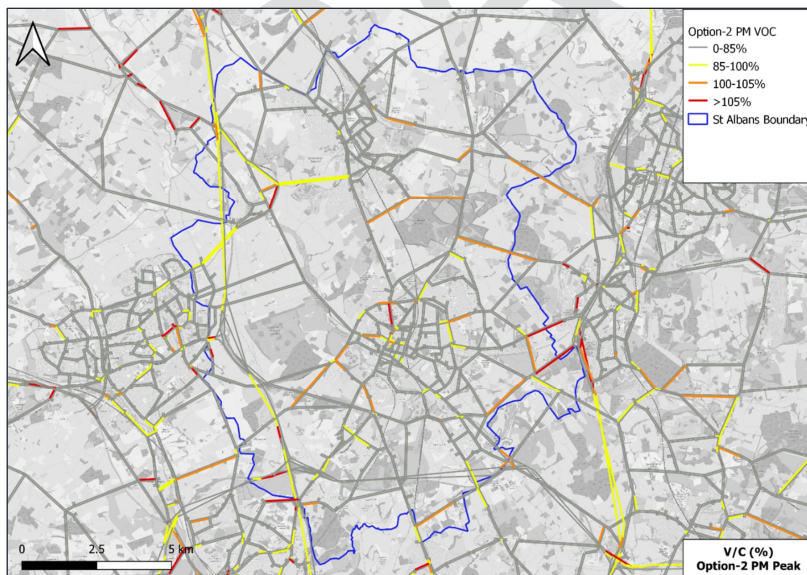 Option-2 PM VOC
0-85%
85-100%
100-105%
>105%
St Albans Boundary
0
2.5
5 km
V/C (%)
Option-2 PM Peak